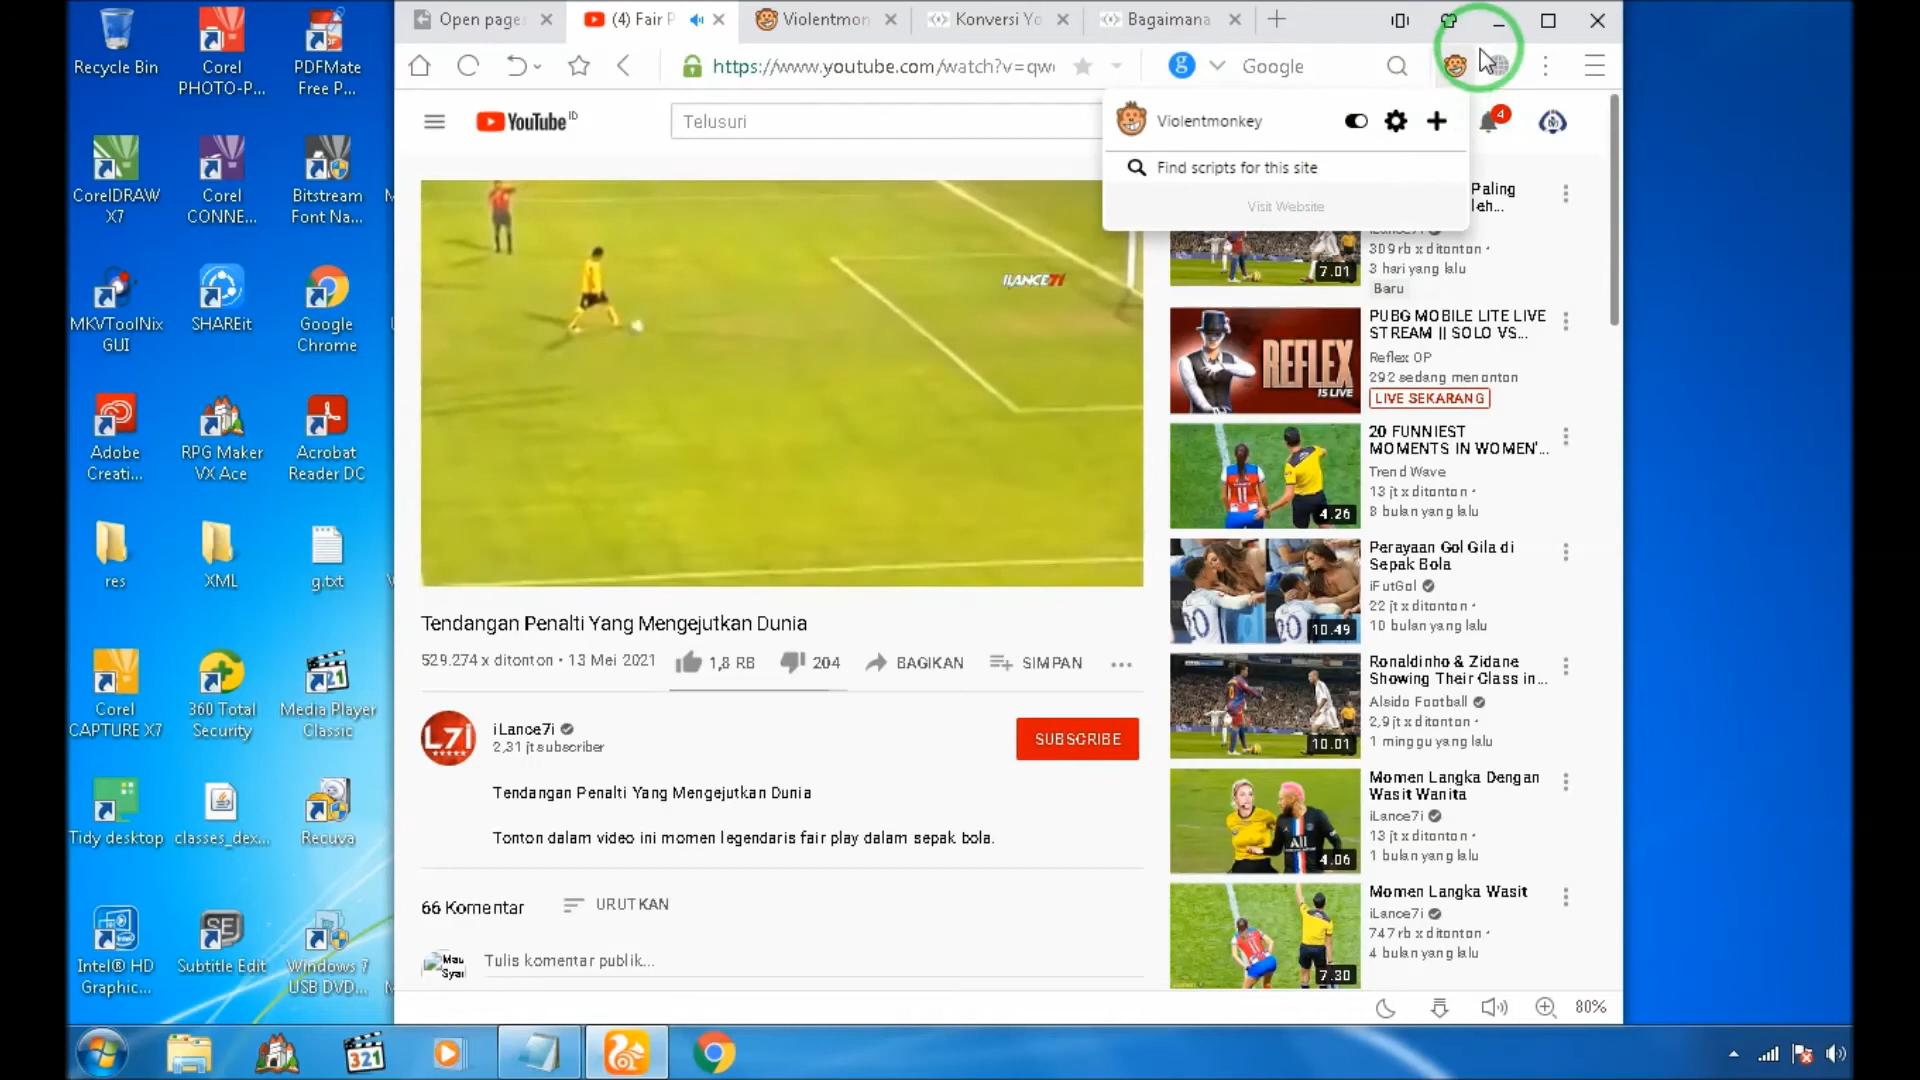 Recycle Bin
Corel
PHOTO-P...
PDFMate
Free P...
CorelDRAW
X7
Corel
CONNE...
Bitstream
Font Na...
MKVToolNix
GUI
SHAREit
Google
Chrome
Adobe
Creati...
RPG Maker
VX Ace
Acrobat
Reader DC
res
XML
g.txt
Corel
CAPTURE X7
360 Total
Security
Media Player
Classic
Tidy desktop
classes_dex...
Recuva
Intel® HD
Graphic...
Subtitle Edit
Windows 7
USB DVD...
Open page
(4) Fair P
Violentmon
Konversi Yo
Bagaimana
https://www.youtube.com/watch?v=qw
Google
YouTube ID
Telusuri
Violentmonkey
Find scripts for this site
Visit Website
4
ILANCE7I
Tendangan Penalti Yang Mengejutkan Dunia
529.274 x ditonton • 13 Mei 2021
1,8 RB
204
BAGIKAN
SIMPAN
L7i
iLance7i
2,31 jt subscriber
SUBSCRIBE
Tendangan Penalti Yang Mengejutkan Dunia
Tonton dalam video ini momen legendaris fair play dalam sepak bola.
66 Komentar
URUTKAN
Mau
Syar
Tulis komentar publik...
Paling
leh...
309 rb x ditonton •
3 hari yang lalu
Baru
7.01
REFLEX
IS LIVE
PUBG MOBILE LITE LIVE
STREAM || SOLO VS...
Reflex OP
292 sedang menonton
LIVE SEKARANG
11
4.26
20 FUNNIEST
MOMENTS IN WOMEN'...
Trend Wave
13 jt x ditonton •
8 bulan yang lalu
20
20
10.49
Perayaan Gol Gila di
Sepak Bola
iFutGol
22 jt x ditonton •
10 bulan yang lalu
10.01
Ronaldinho & Zidane
Showing Their Class in...
Alsido Football
2,9 jt x ditonton •
1 minggu yang lalu
All
4.06
Momen Langka Dengan
Wasit Wanita
iLance7i
13 jt x ditonton •
1 bulan yang lalu
7.30
Momen Langka Wasit
iLance7i
747 rb x ditonton •
4 bulan yang lalu
80%
321